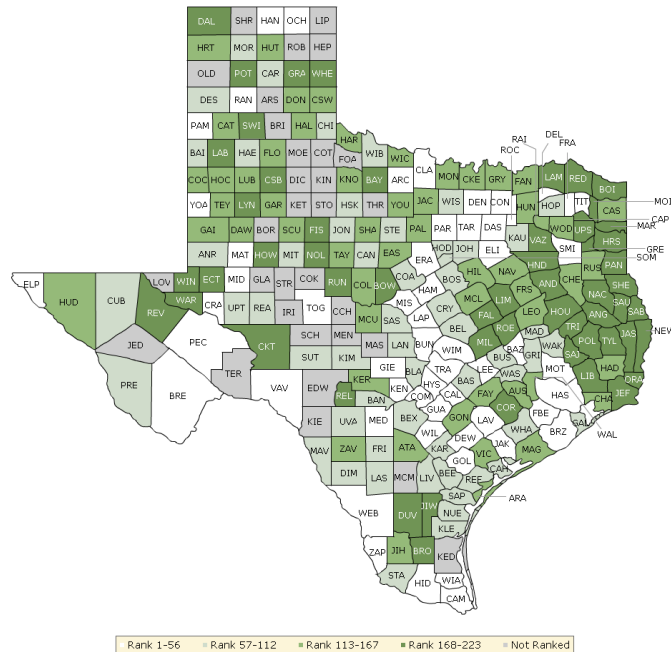 DAL SHR HAN OCH LIP
HRT MOR HUT ROB HEP
OLD POT CAR GRA WHE
DES RAN ARS DON CSW
PAM CAT SWI BRI HAL CHI
HAR
BAI LAB HAE FLO MOE COT FOA WIB WIC
CLA
RAI DEL FRA
ROC
COC HOC LUB CSB DIC KIN KNO BAY ARC MON CKE GRY FAN LAM RED BOI
YOA TEY LYN GAR KET STO HSK THR YOU JAC WIS DEN CON HUN HOP TIT CAS MOI
CAP
GAI DAW BOR SCU FIS JON SHA STE PAL PAR TAR DAS KAU VAZ WOD UPS MAR
HRS GRE
ANR MAT HOW MIT NOL TAY CAN EAS ERA HOD JOH ELI SMI SOM
HND RUS PAN
ELP HUD CUB LOV WIN ECT MID GLA STR COK RUN COL BOW COA HAM BOS HIL NAV FRS AND CHE SHE
REV WAR CRA UPT REA IRI TOG CCH MCU MIS CRY MCL LIM LEO NAC SAU SAB
JED PEC CKT SCH MEN MAS SAS LAP BEL FAL ROE HOU ANG NEW
TER SUT KIM LAN BUN WIM MIL BUS BAZ MAD TRI POL TYL JAS
PRE BRE VAV EDW REL KER GIE BLA TRA LEE WAS GRI WAK SAJ LIB HAD ORA
KEN HYS BAS MOT CHA JEF
KIE BAN COM CAL FAY AUS HAS WAL
UVA MED BEX GUA GON LAV COR FBE GAL
MAV ZAV FRI ATA WIL KAR DEW JAK WHA BRZ
DIM LAS MCM LIV BEE GOL VIC CAH MAG
REF
SAP ARA
WEB DUV JIW NUE
KLE
ZAP JIH BRO KED
STA HID WIA
CAM
Rank 1-56 Rank 57-112 Rank 113-167 Rank 168-223 Not Ranked